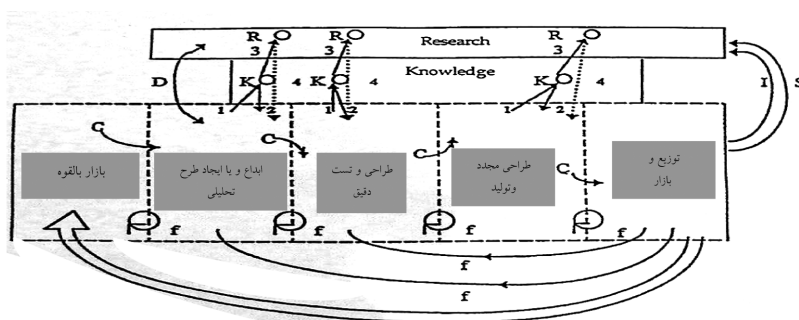 R R R
3 3 3
Research
Knowledge
D K 4 K 4 K 4 I S
1 2 1 2 1 2
C C C C
بازار بالقوه
ابداع و یا ایجاد طرح
تحلیلی
طراحی و تست
دقیق
طراحی مجدد
وتولید
توزیع و
بازار
f f f f
f
f